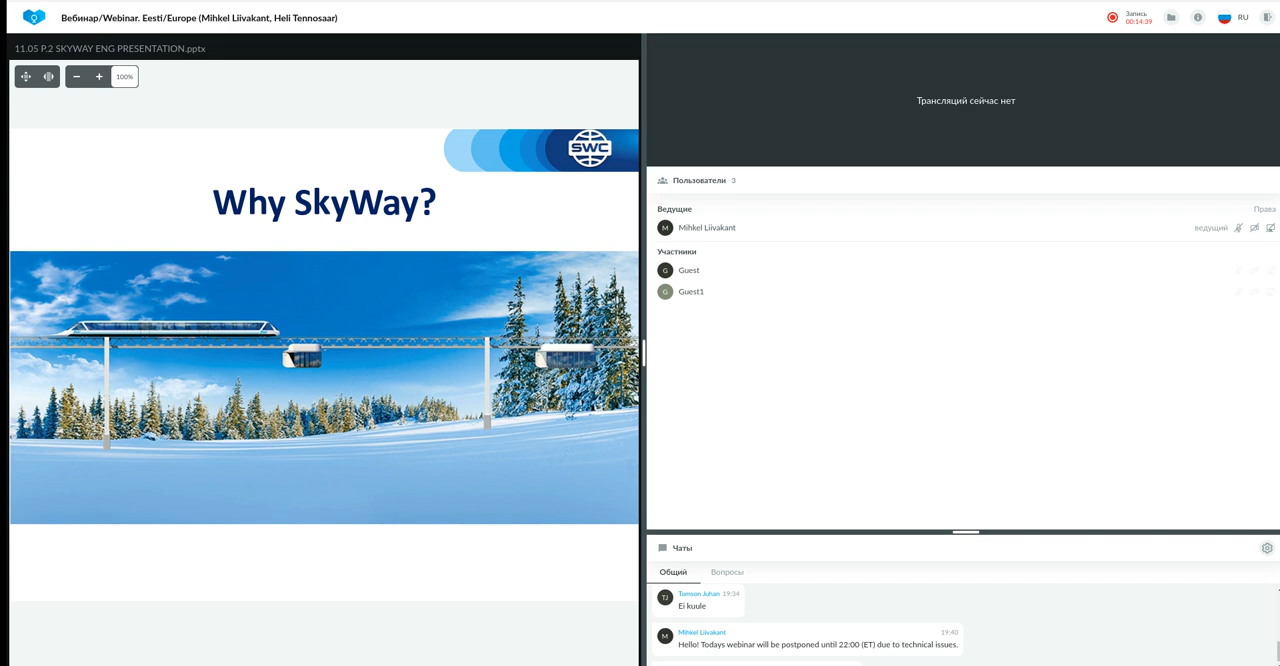 Вебинар/Webinar. Eesti/Europe (Mihkel Liivakant, Heli Tennosaar)
Запись
00:14:39
RU
11.05 P.2 SKYWAY ENG PRESENTATION.pptx
100%
SWC
Why SkyWay?
Трансляций сейчас нет
Пользователи 3
Ведущие Права
M Mihkel Liivakant ведущий
Участники
G Guest
G Guest1
Чаты
Общий Вопросы
TJ Tomson Juhan 19:34
Ei kuule
M Mihkel Liivakant 19:40
Hello! Todays webinar will be postponed until 22:00 (ET) due to technical issues.